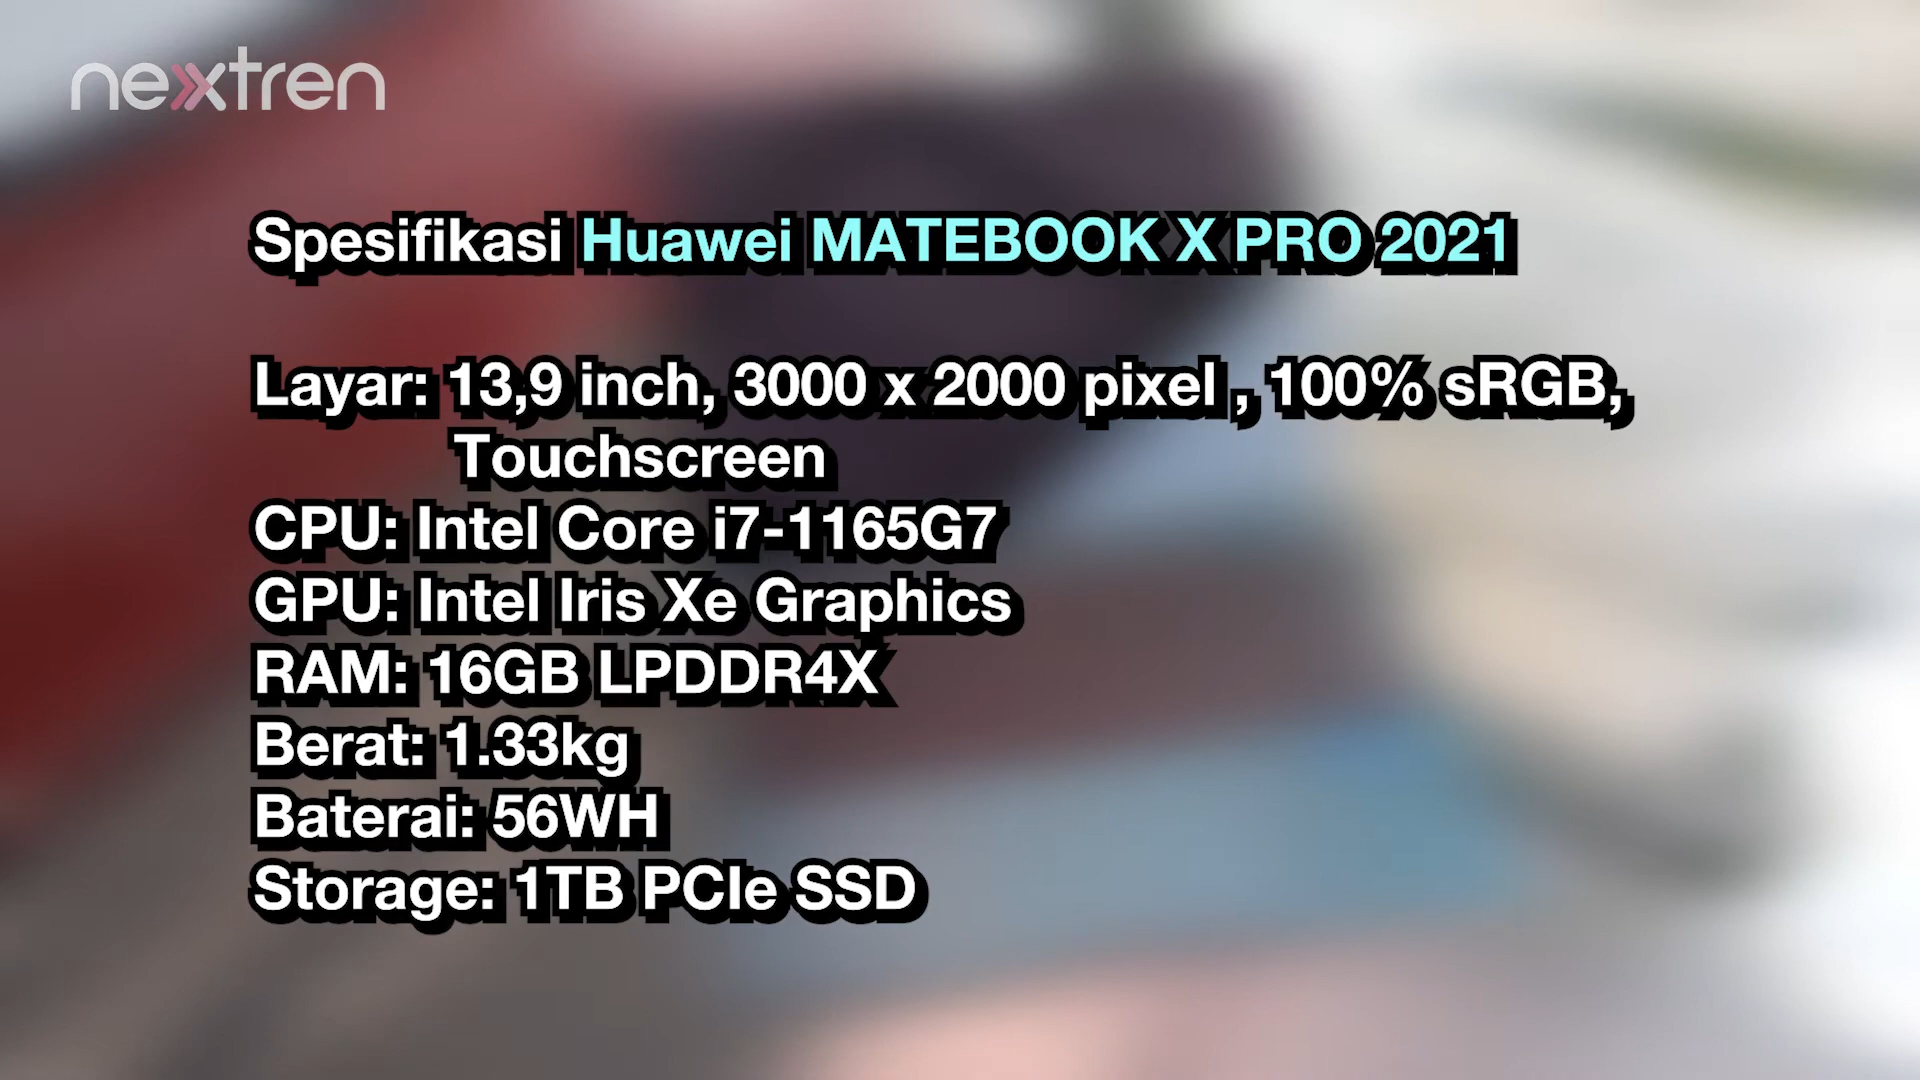 nextren
Spesifikasi Huawei MATEBOOK X PRO 2021
Layar: 13,9 inch, 3000 x 2000 pixel , 100% sRGB,
Touchscreen
CPU: Intel Core i7-1165G7
GPU: Intel Iris Xe Graphics
RAM: 16GB LPDDR4X
Berat: 1.33kg
Baterai: 56WH
Storage: 1TB PCIe SSD